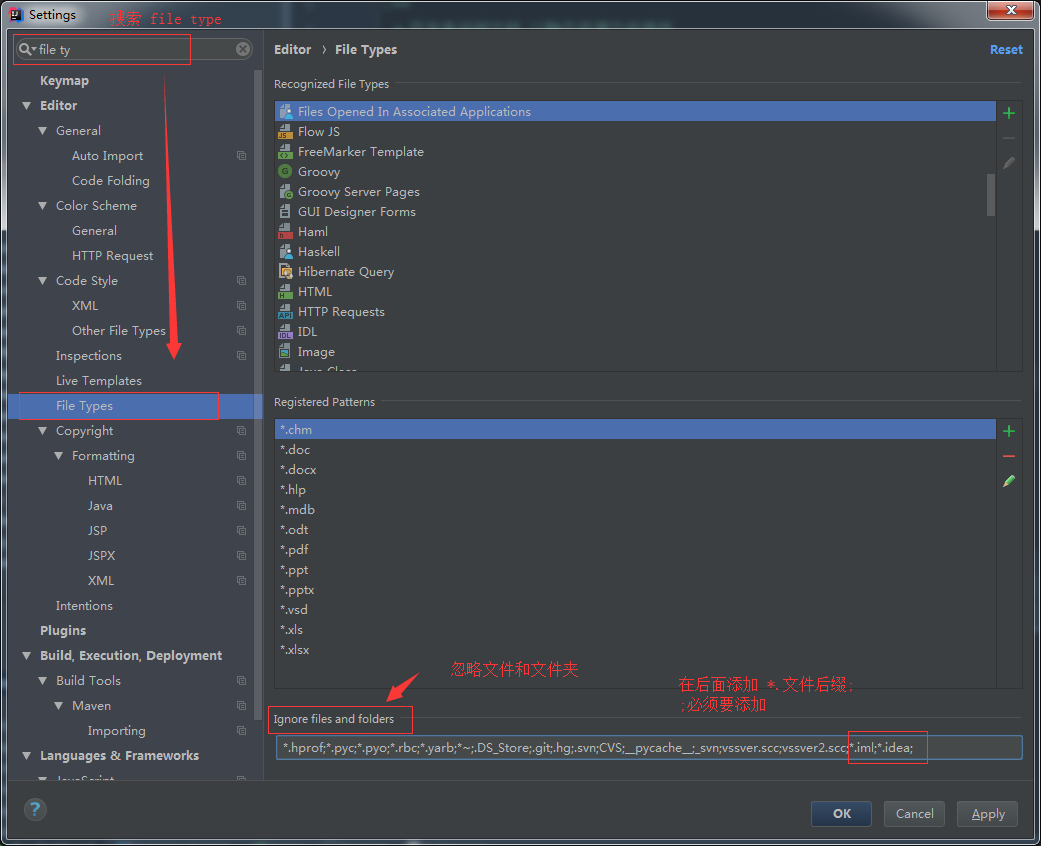 Settings
搜索 file type
file ty
Keymap
Editor
General
Auto Import
Code Folding
Color Scheme
General
HTTP Request
Code Style
XML
Other File Types
Inspections
Live Templates
File Types
Copyright
Formatting
HTML
Java
JSP
JSPX
XML
Intentions
Plugins
Build, Execution, Deployment
Build Tools
Maven
Importing
Languages & Frameworks
JavaScript
Editor › File Types
Reset
Recognized File Types
Files Opened In Associated Applications
Flow JS
FreeMarker Template
Groovy
Groovy Server Pages
GUI Designer Forms
Haml
Haskell
Hibernate Query
HTML
HTTP Requests
IDL
Image
Java Class
Registered Patterns
*.chm
*.doc
*.docx
*.hlp
*.mdb
*.odt
*.pdf
*.ppt
*.pptx
*.vsd
*.xls
*.xlsx
忽略文件和文件夹
在后面添加 *.文件后缀;
;必须要添加
Ignore files and folders
*.hprof;*.pyc;*.pyo;*.rbc;*.yarb;*~;.DS_Store;.git;.hg;.svn;CVS;__pycache__;_svn;vssver.scc;vssver2.scc;*.iml;*.idea;
?
OK
Cancel
Apply